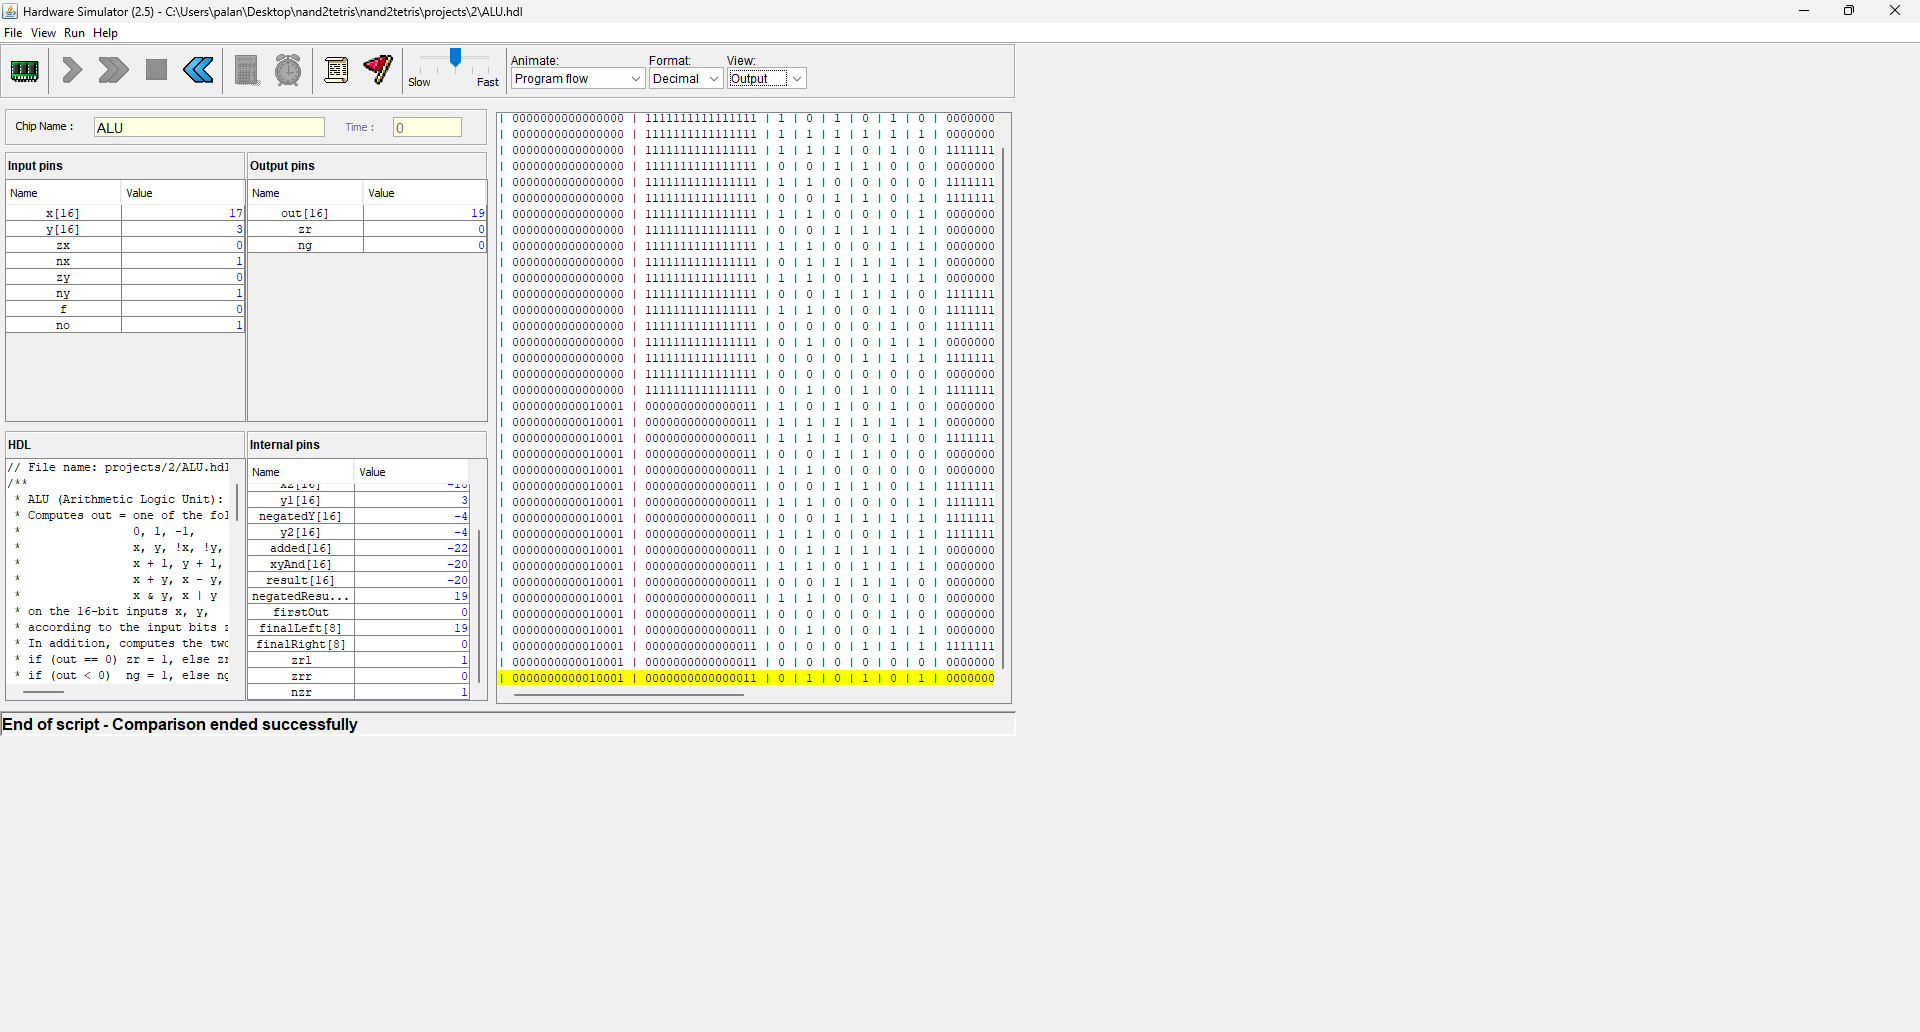 Hardware Simulator (2.5) - C:\Users\palan\Desktop\nand2tetris\nand2tetris\projects\2\ALU.hdl
File View Run Help
Slow Fast
Animate: Format: View:
Program flow Decimal Output
Chip Name : ALU Time : 0
Input pins
Name Value
x[16] 17
y[16] 3
zx 0
nx 1
zy 0
ny 1
f 0
no 1
Output pins
Name Value
out[16] 19
zr 0
ng 0
HDL
// File name: projects/2/ALU.hdl
/**
* ALU (Arithmetic Logic Unit):
* Computes out = one of the fol
* 0, 1, -1,
* x, y, !x, !y,
* x + 1, y + 1,
* x + y, x - y,
* x & y, x | y
* on the 16-bit inputs x, y,
* according to the input bits z
* In addition, computes the two
* if (out == 0) zr = 1, else zr
* if (out < 0) ng = 1, else ng
Internal pins
Name Value
x2[16] -18
y1[16] 3
negatedY[16] -4
y2[16] -4
added[16] -22
xyAnd[16] -20
result[16] -20
negatedResu... 19
firstOut 0
finalLeft[8] 19
finalRight[8] 0
zrl 1
zrr 0
nzr 1
| 0000000000000000 | 1111111111111111 | 1 | 0 | 1 | 0 | 1 | 0 | 0000000
| 0000000000000000 | 1111111111111111 | 1 | 1 | 1 | 1 | 1 | 1 | 0000000
| 0000000000000000 | 1111111111111111 | 1 | 1 | 1 | 0 | 1 | 0 | 1111111
| 0000000000000000 | 1111111111111111 | 0 | 0 | 1 | 1 | 0 | 0 | 0000000
| 0000000000000000 | 1111111111111111 | 1 | 1 | 0 | 0 | 0 | 0 | 1111111
| 0000000000000000 | 1111111111111111 | 0 | 0 | 1 | 1 | 0 | 1 | 1111111
| 0000000000000000 | 1111111111111111 | 1 | 1 | 0 | 0 | 0 | 1 | 0000000
| 0000000000000000 | 1111111111111111 | 0 | 0 | 1 | 1 | 1 | 1 | 0000000
| 0000000000000000 | 1111111111111111 | 1 | 1 | 0 | 0 | 1 | 1 | 0000000
| 0000000000000000 | 1111111111111111 | 0 | 1 | 1 | 1 | 1 | 1 | 0000000
| 0000000000000000 | 1111111111111111 | 1 | 1 | 0 | 1 | 1 | 1 | 0000000
| 0000000000000000 | 1111111111111111 | 0 | 0 | 1 | 1 | 1 | 0 | 1111111
| 0000000000000000 | 1111111111111111 | 1 | 1 | 0 | 0 | 1 | 0 | 1111111
| 0000000000000000 | 1111111111111111 | 0 | 0 | 0 | 0 | 1 | 0 | 1111111
| 0000000000000000 | 1111111111111111 | 0 | 1 | 0 | 0 | 1 | 1 | 0000000
| 0000000000000000 | 1111111111111111 | 0 | 0 | 0 | 1 | 1 | 1 | 1111111
| 0000000000000000 | 1111111111111111 | 0 | 0 | 0 | 0 | 0 | 0 | 0000000
| 0000000000000000 | 1111111111111111 | 0 | 1 | 0 | 1 | 0 | 1 | 1111111
| 0000000000010001 | 0000000000000011 | 1 | 0 | 1 | 0 | 1 | 0 | 0000000
| 0000000000010001 | 0000000000000011 | 1 | 1 | 1 | 1 | 1 | 1 | 0000000
| 0000000000010001 | 0000000000000011 | 1 | 1 | 1 | 0 | 1 | 0 | 1111111
| 0000000000010001 | 0000000000000011 | 0 | 0 | 1 | 1 | 0 | 0 | 0000000
| 0000000000010001 | 0000000000000011 | 1 | 1 | 0 | 0 | 0 | 0 | 0000000
| 0000000000010001 | 0000000000000011 | 0 | 0 | 1 | 1 | 0 | 1 | 1111111
| 0000000000010001 | 0000000000000011 | 1 | 1 | 0 | 0 | 0 | 1 | 1111111
| 0000000000010001 | 0000000000000011 | 0 | 0 | 1 | 1 | 1 | 1 | 1111111
| 0000000000010001 | 0000000000000011 | 1 | 1 | 0 | 0 | 1 | 1 | 1111111
| 0000000000010001 | 0000000000000011 | 0 | 1 | 1 | 1 | 1 | 1 | 0000000
| 0000000000010001 | 0000000000000011 | 1 | 1 | 0 | 1 | 1 | 1 | 0000000
| 0000000000010001 | 0000000000000011 | 0 | 0 | 1 | 1 | 1 | 0 | 0000000
| 0000000000010001 | 0000000000000011 | 1 | 1 | 0 | 0 | 1 | 0 | 0000000
| 0000000000010001 | 0000000000000011 | 0 | 0 | 0 | 0 | 1 | 0 | 0000000
| 0000000000010001 | 0000000000000011 | 0 | 1 | 0 | 0 | 1 | 1 | 0000000
| 0000000000010001 | 0000000000000011 | 0 | 0 | 0 | 1 | 1 | 1 | 1111111
| 0000000000010001 | 0000000000000011 | 0 | 0 | 0 | 0 | 0 | 0 | 0000000
| 0000000000010001 | 0000000000000011 | 0 | 1 | 0 | 1 | 0 | 1 | 0000000
End of script - Comparison ended successfully